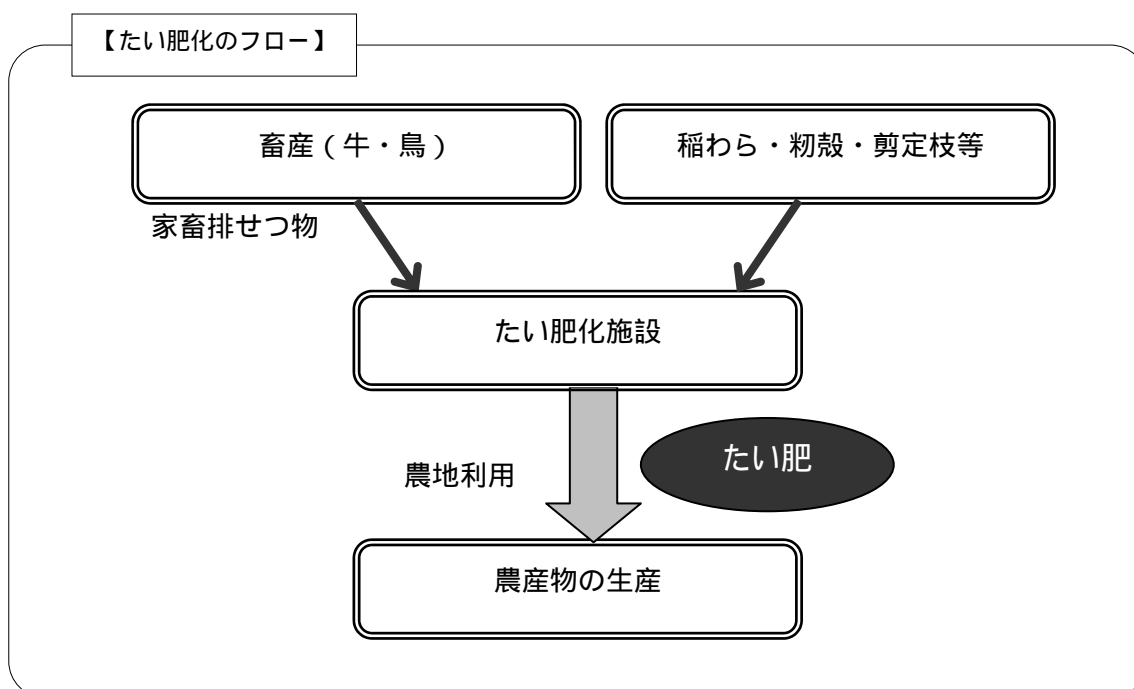 【たい肥化のフロー】
畜産（牛・鳥）
稲わら・籾殻・剪定枝等
家畜排せつ物
たい肥化施設
農地利用
たい肥
農産物の生産